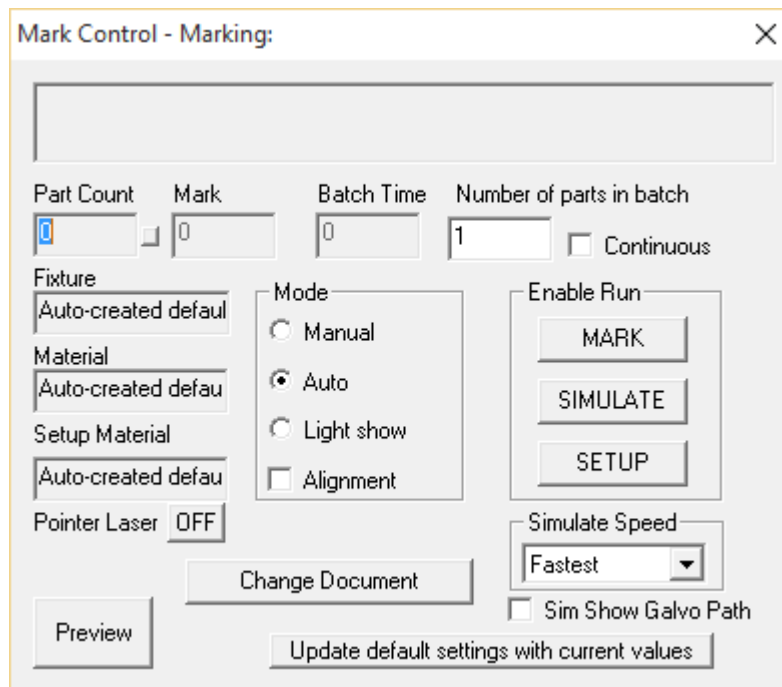 Mark Control - Marking:
Part Count Mark Batch Time Number of parts in batch
0 0 0 1 Continuous
Fixture
Auto-created defaul
Material
Auto-created defau
Setup Material
Auto-created defau
Pointer Laser OFF
Mode
Manual
Auto
Light show
Alignment
Enable Run
MARK
SIMULATE
SETUP
Simulate Speed
Fastest
Sim Show Galvo Path
Change Document
Preview
Update default settings with current values